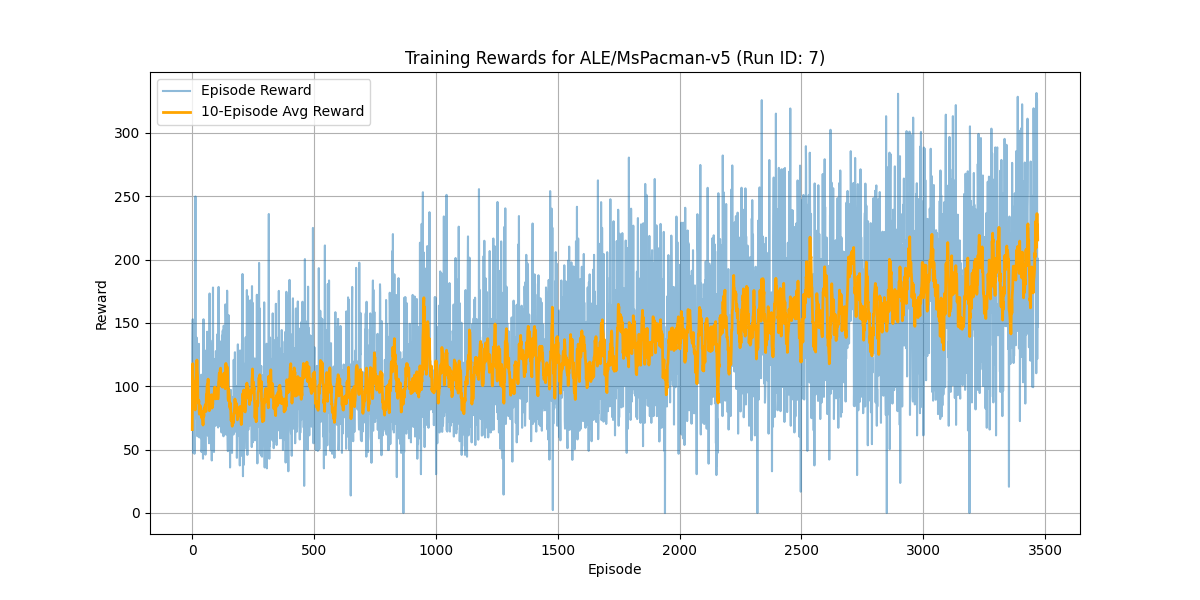 Training Rewards for ALE/MsPacman-v5 (Run ID: 7)
Episode Reward
10-Episode Avg Reward
Reward
300
250
200
150
100
50
0
0 500 1000 1500 2000 2500 3000 3500
Episode